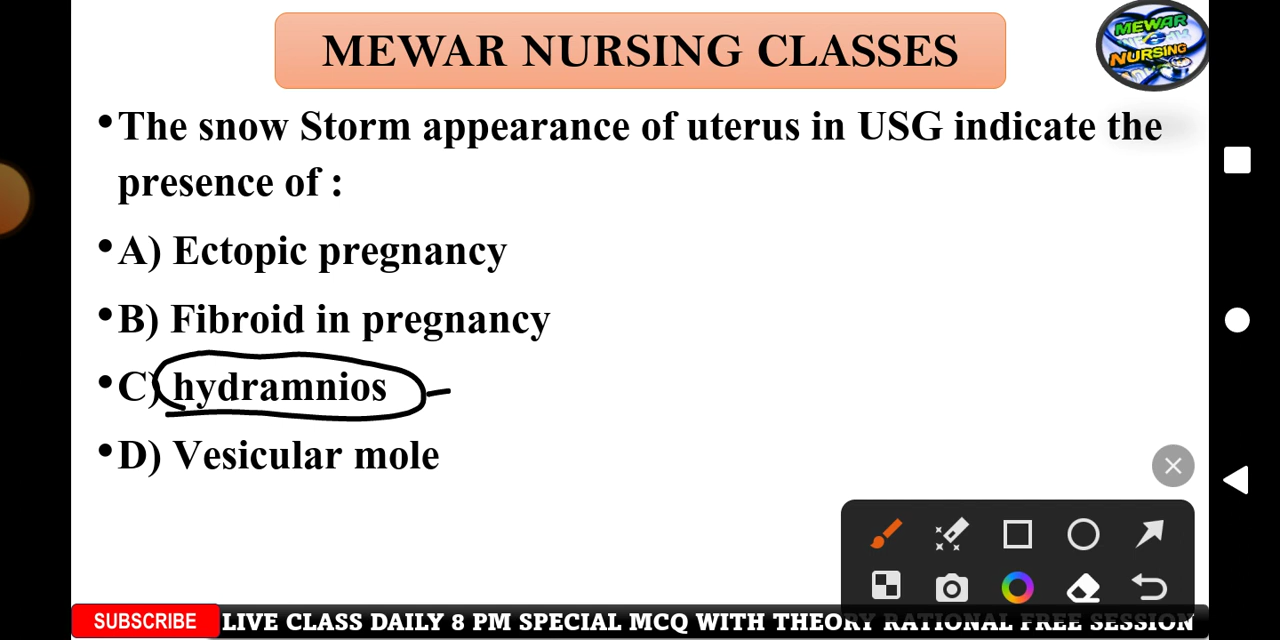 MEWAR NURSING CLASSES
MEWAR
NURSING
•The snow Storm appearance of uterus in USG indicate the
presence of :
•A) Ectopic pregnancy
•B) Fibroid in pregnancy
•C) hydramnios
•D) Vesicular mole
SUBSCRIBE LIVE CLASS DAILY 8 PM SPECIAL MCQ WITH THEORY RATIONAL FREE SESSION